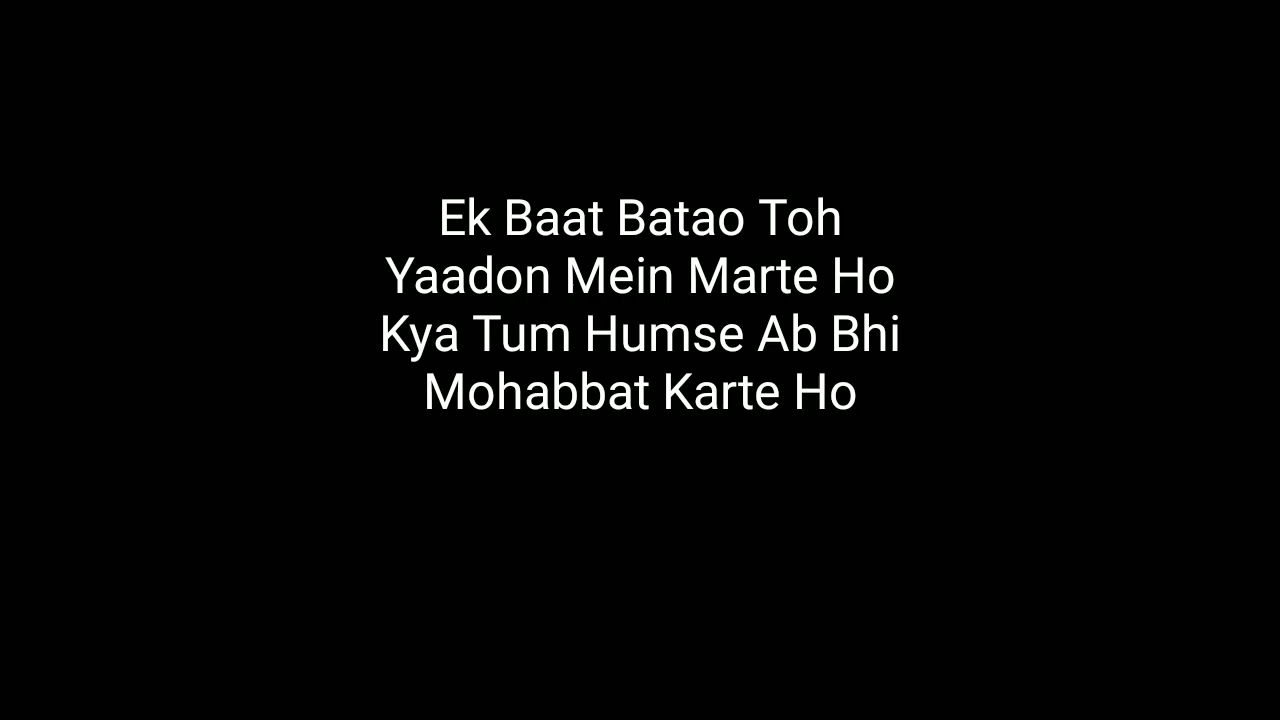 Ek Baat Batao Toh
Yaadon Mein Marte Ho
Kya Tum Humse Ab Bhi
Mohabbat Karte Ho